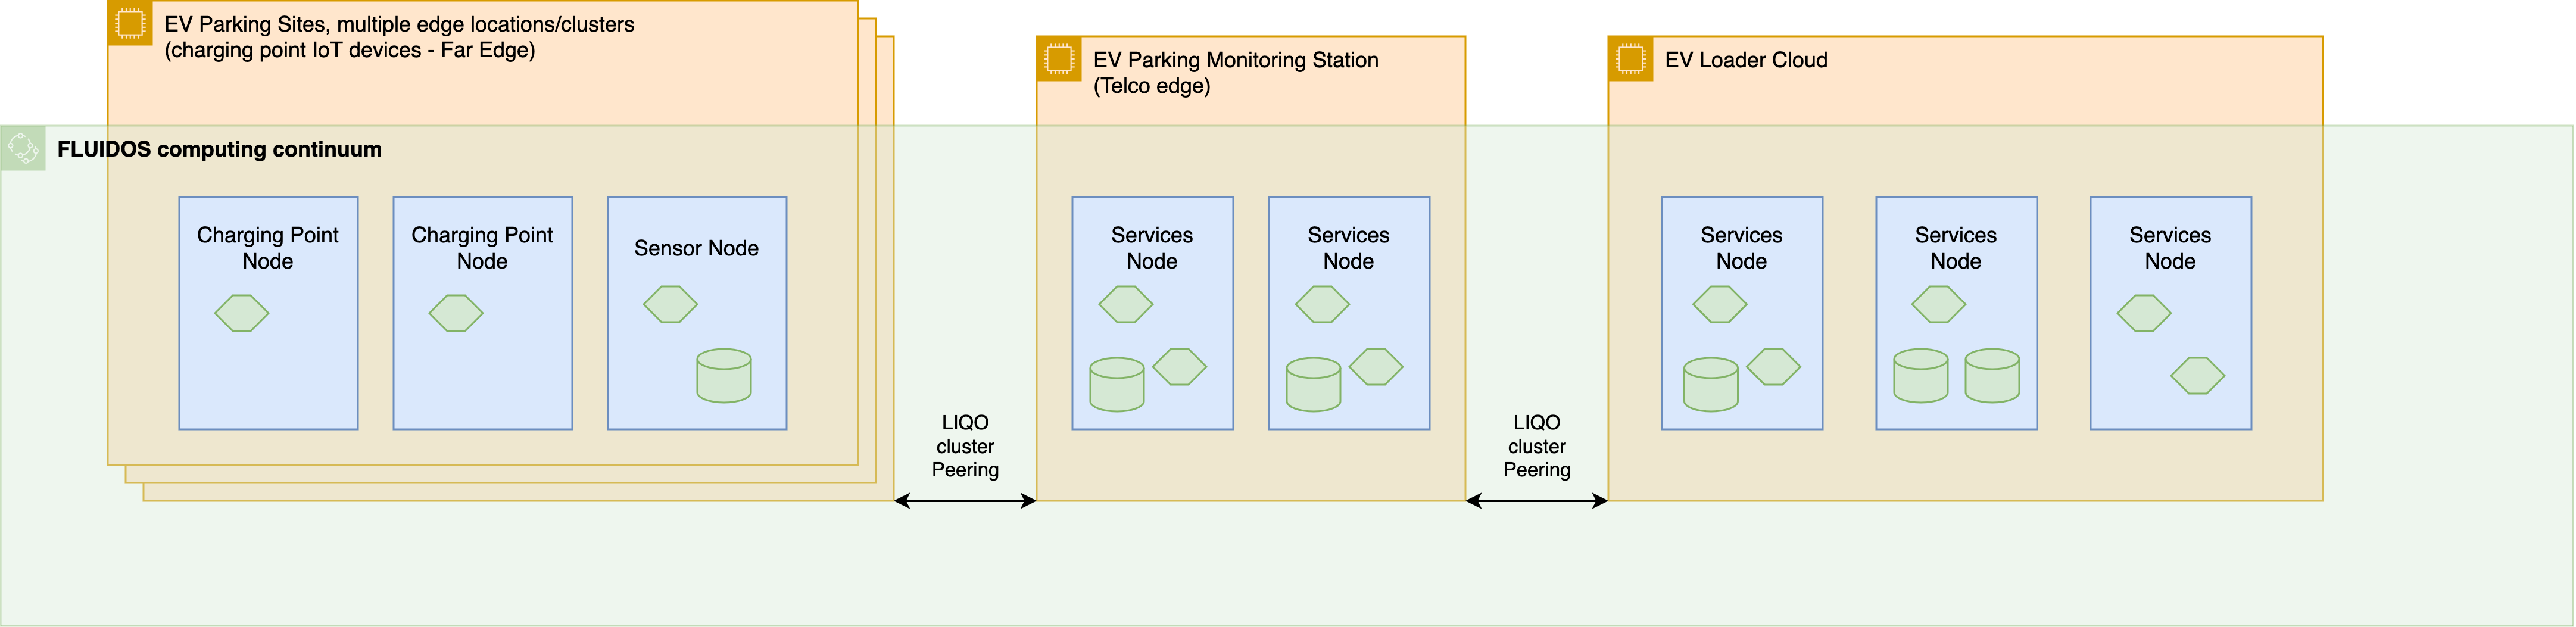 EV Parking Sites, multiple edge locations/clusters
(charging point IoT devices - Far Edge)
EV Parking Monitoring Station
(Telco edge)
EV Loader Cloud
FLUIDOS computing continuum
Charging Point
Node
Charging Point
Node
Sensor Node
Services
Node
Services
Node
Services
Node
Services
Node
Services
Node
LIQO
cluster
Peering
LIQO
cluster
Peering